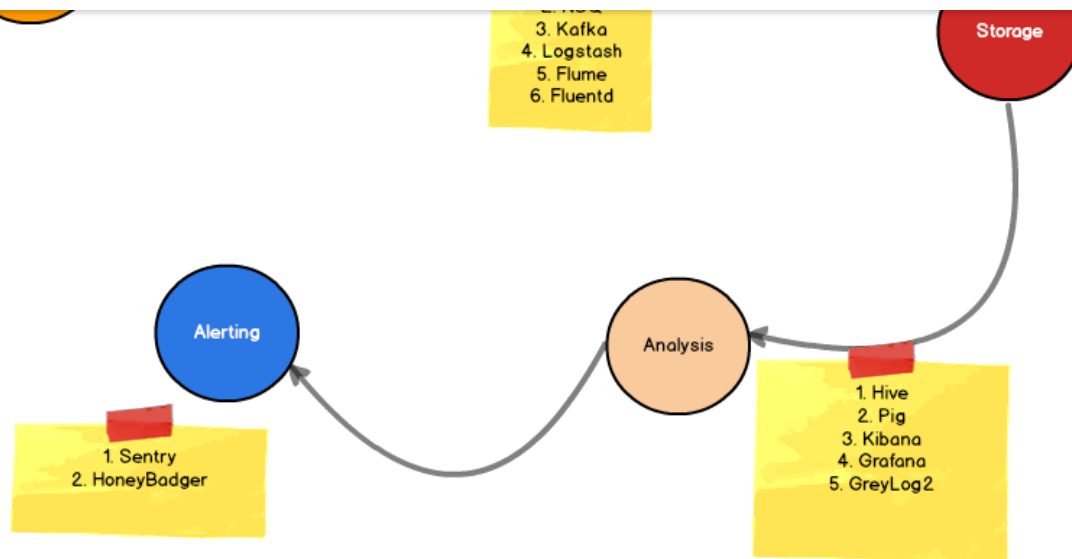 3. Kafka
4. Logstash
5. Flume
6. Fluentd
Storage
Alerting
Analysis
1. Hive
2. Pig
3. Kibana
4. Grafana
5. GreyLog2
1. Sentry
2. HoneyBadger